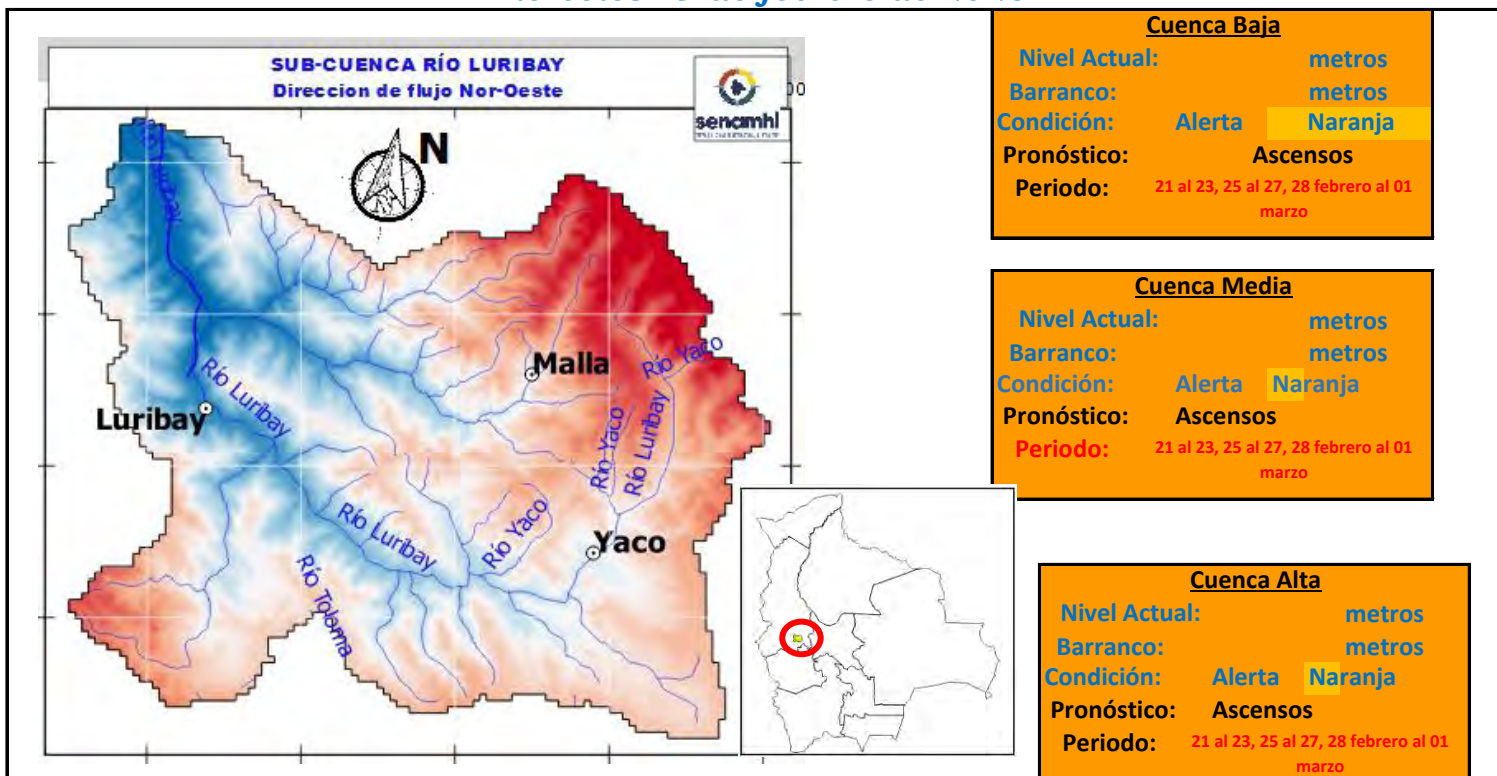 SUB-CUENCA RÍO LURIBAY
Direccion de flujo Nor-Oeste
senamhi
00
N
Río Luribay
Malla
Río Yaco
Río Luribay
Luribay
Río Yaco
Río Luribay
Río Luribay
Río Yaco
Yaco
Río Tolama
Cuenca Baja
Nivel Actual: metros
Barranco: metros
Condición: Alerta Naranja
Pronóstico: Ascensos
Periodo: 21 al 23, 25 al 27, 28 febrero al 01
marzo
Cuenca Media
Nivel Actual: metros
Barranco: metros
Condición: Alerta Naranja
Pronóstico: Ascensos
Periodo: 21 al 23, 25 al 27, 28 febrero al 01
marzo
Cuenca Alta
Nivel Actual: metros
Barranco: metros
Condición: Alerta Naranja
Pronóstico: Ascensos
Periodo: 21 al 23, 25 al 27, 28 febrero al 01
marzo